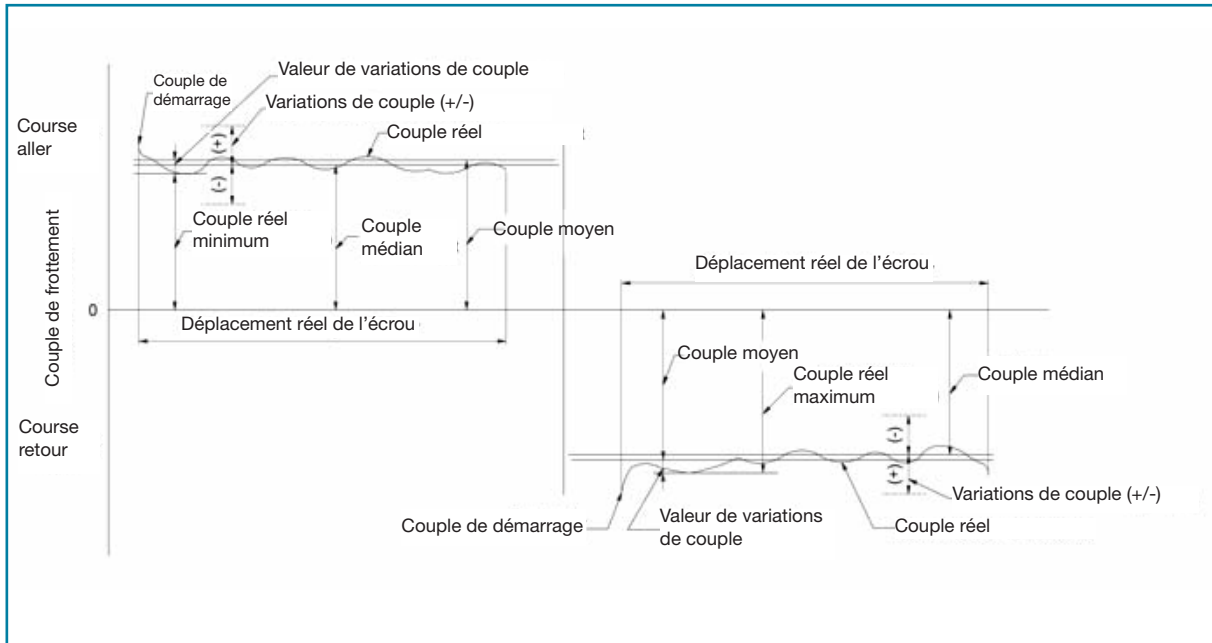 Couple de
démarrage
Valeur de variations de couple
Variations de couple (+/-)
Couple réel
Course
aller
(+)
(-)
Couple réel
minimum
Couple
médian
Couple moyen
Couple de frottement
0
Déplacement réel de l'écrou
Déplacement réel de l'écrou
Couple moyen
Couple réel
maximum
Couple médian
Course
retour
(-)
(+)
Couple de démarrage
Valeur de variations
de couple
Couple réel
Variations de couple (+/-)